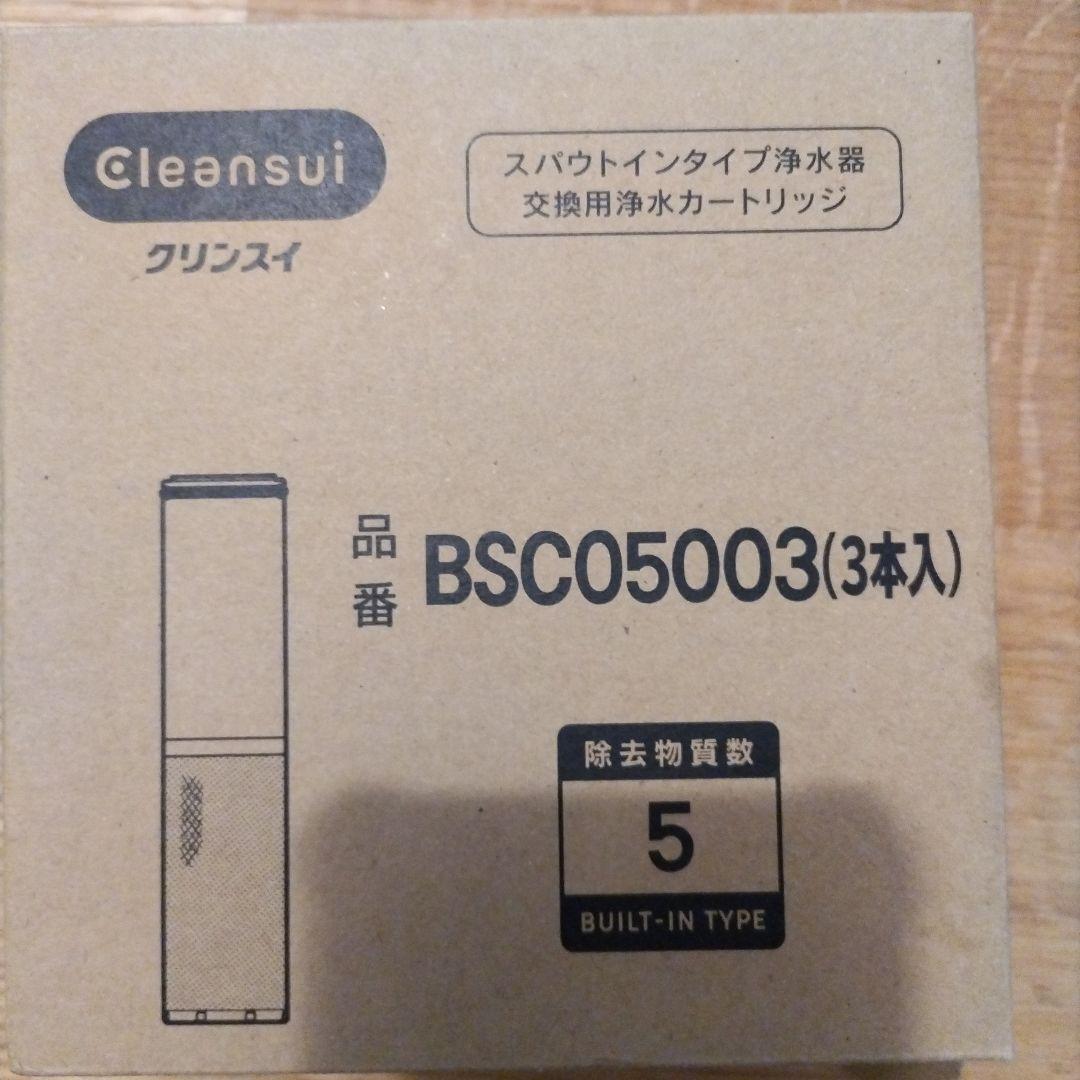 Cleansui
クリンスイ
スパウトインタイプ浄水器
交換用浄水カートリッジ
品番 BSC05003(3本入)
除去物質数
5
BUILT-IN TYPE